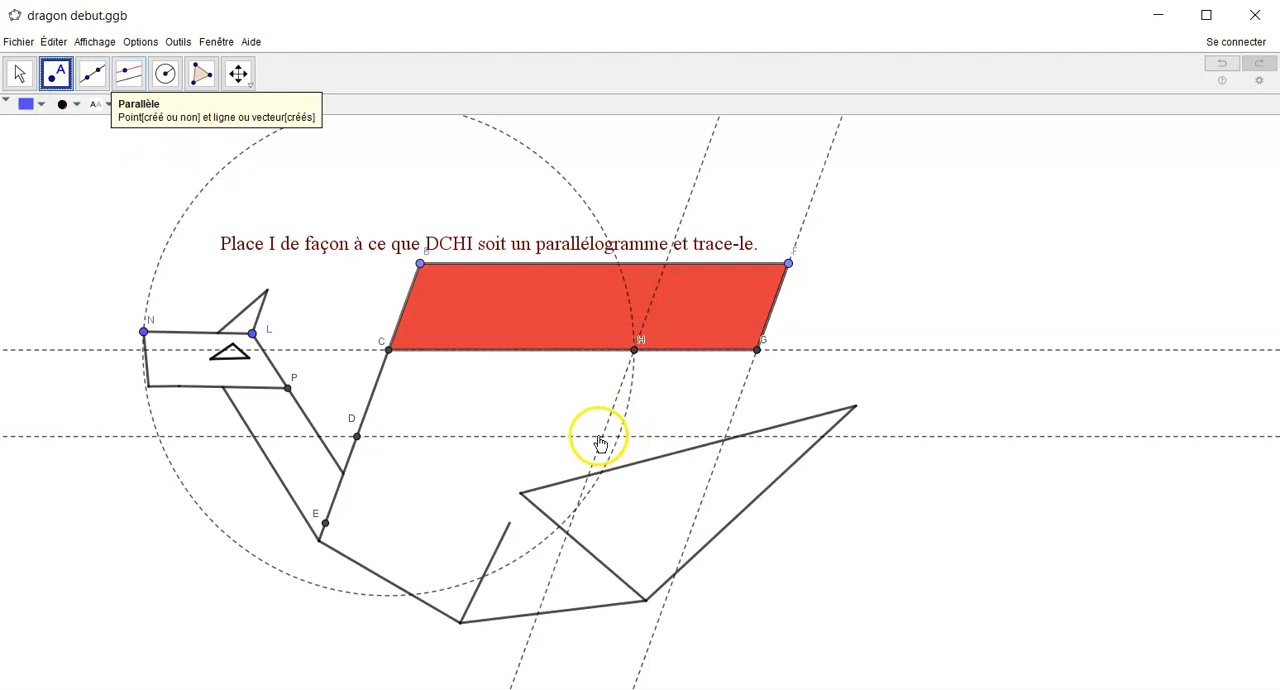 dragon debut.ggb
Fichier Éditer Affichage Options Outils Fenêtre Aide
Se connecter
A
AA
Parallèle
Point[créé ou non] et ligne ou vecteur[créés]
Place I de façon à ce que DCHI soit un parallélogramme et trace-le.
B
F
N
L
C
H
G
P
D
E